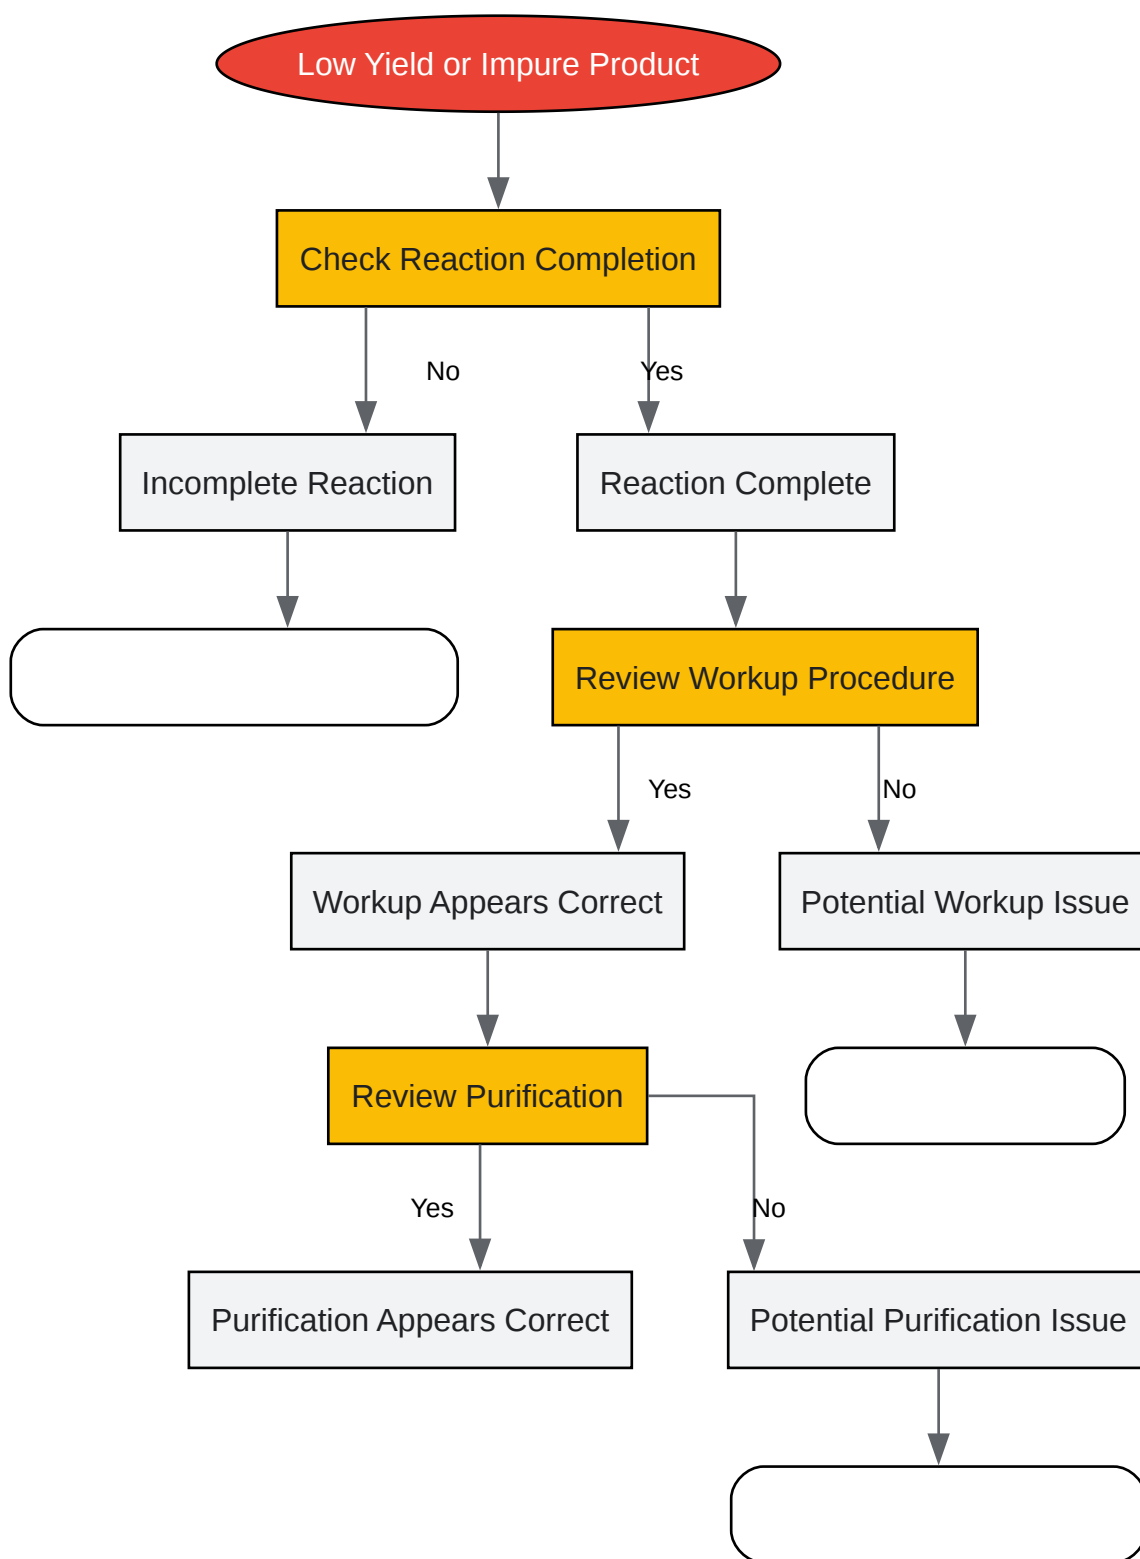 Low Yield or Impure Product
Check Reaction Completion
No
Yes
Incomplete Reaction
Reaction Complete
Review Workup Procedure
Yes
No
Workup Appears Correct
Potential Workup Issue
Review Purification
Yes
No
Purification Appears Correct
Potential Purification Issue